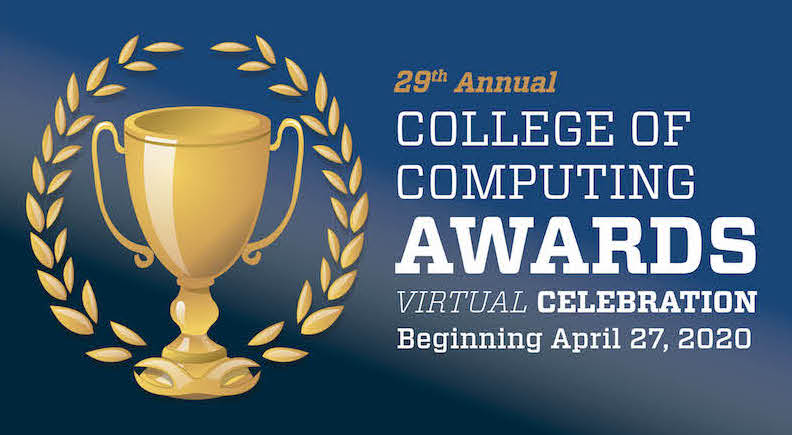 29th Annual
COLLEGE OF
COMPUTING
AWARDS
VIRTUAL CELEBRATION
Beginning April 27, 2020